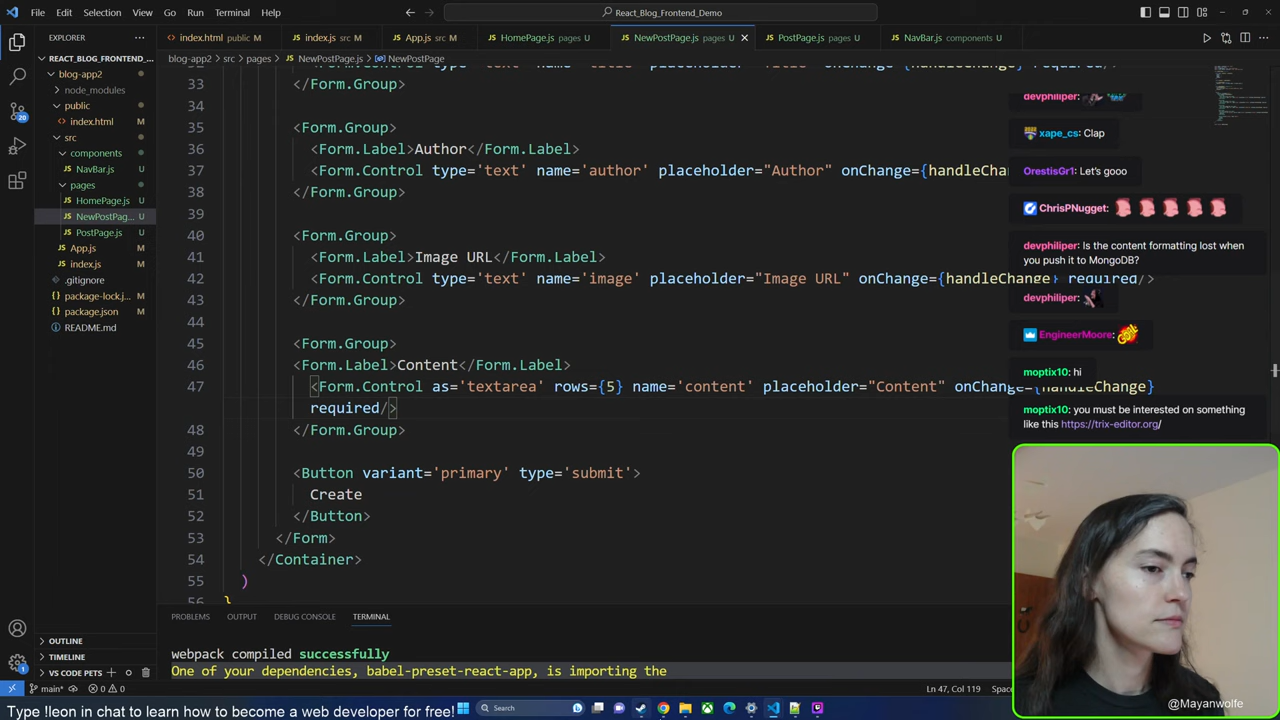 File Edit Selection View Go Run Terminal Help
React_Blog_Frontend_Demo
EXPLORER
index.html public M
index.js src M
App.js src M
HomePage.js pages U
NewPostPage.js pages U
PostPage.js pages U
NavBar.js components U
REACT_BLOG_FRONTEND_...
blog-app2 > src > pages > NewPostPage.js > NewPostPage
blog-app2
node_modules
public
index.html M
src
components
NavBar.js U
pages
HomePage.js U
NewPostPag... U
PostPage.js U
App.js M
index.js M
.gitignore
package-lock.j... M
package.json M
README.md
33 </Form.Group>
34
35 <Form.Group>
36 <Form.Label>Author</Form.Label>
37 <Form.Control type='text' name='author' placeholder="Author" onChange={handleCha
38 </Form.Group>
39
40 <Form.Group>
41 <Form.Label>Image URL</Form.Label>
42 <Form.Control type='text' name='image' placeholder="Image URL" onChange={handleChange} required/>
43 </Form.Group>
44
45 <Form.Group>
46 <Form.Label>Content</Form.Label>
47 <Form.Control as='textarea' rows={5} name='content' placeholder="Content" onChange={handleChange}
required/>
48 </Form.Group>
49
50 <Button variant='primary' type='submit'>
51 Create
52 </Button>
53 </Form>
54 </Container>
55 )
56 }
devphiliper:
xape_cs: Clap
OrestisGr1: Let's gooo
ChrisPNugget:
devphiliper: Is the content formatting lost when
you push it to MongoDB?
devphiliper:
EngineerMoore:
moptix10: hi
moptix10: you must be interested on something
like this https://trix-editor.org/
PROBLEMS OUTPUT DEBUG CONSOLE TERMINAL
webpack compiled successfully
One of your dependencies, babel-preset-react-app, is importing the
OUTLINE
TIMELINE
VS CODE PETS
20
1
main* 0 0
Ln 47, Col 119
Type !leon in chat to learn how to become a web developer for free!
Search
@Mayanwolfe